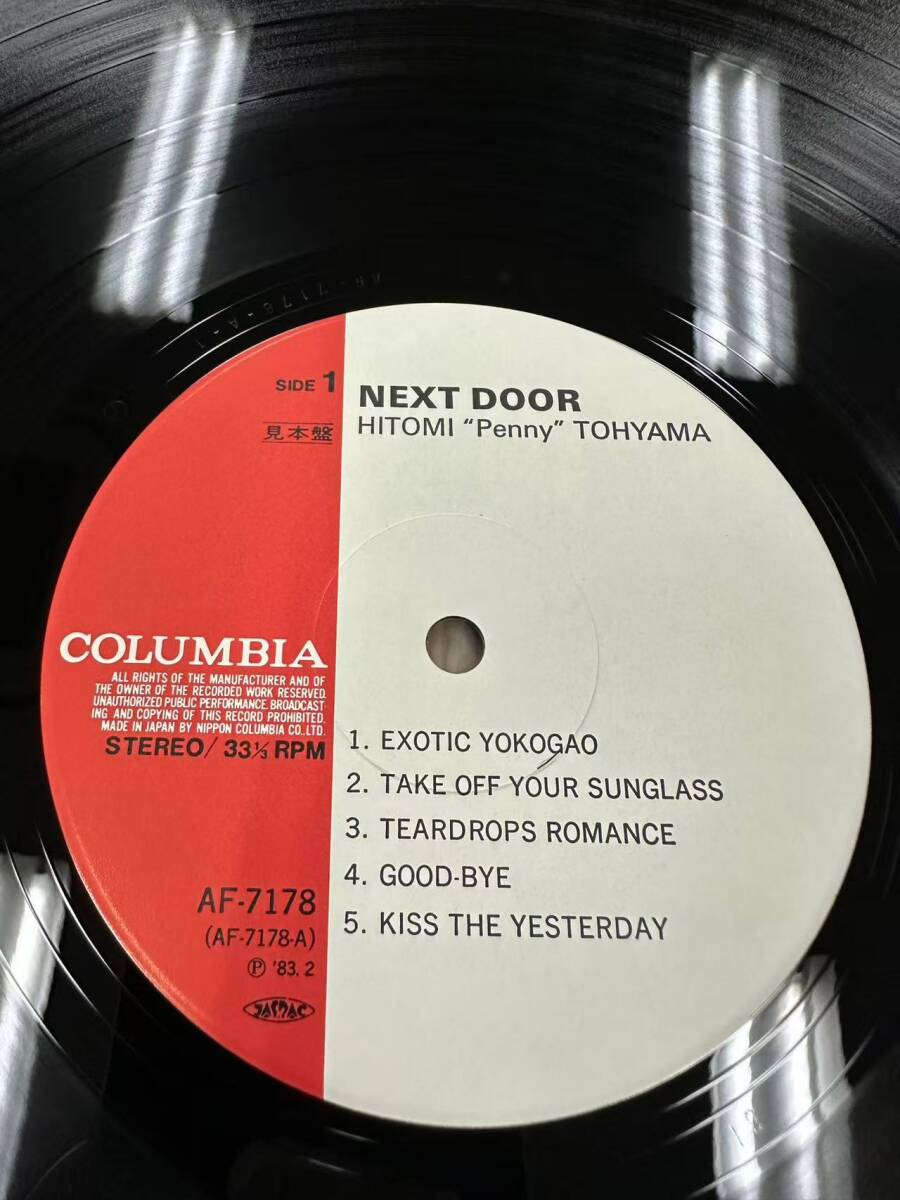 AF-7178-A-1
SIDE 1
見本盤
NEXT DOOR
HITOMI "Penny" TOHYAMA
COLUMBIA
ALL RIGHTS OF THE MANUFACTURER AND OF
THE OWNER OF THE RECORDED WORK RESERVED.
UNAUTHORIZED PUBLIC PERFORMANCE. BROADCAST-
ING AND COPYING OF THIS RECORD PROHIBITED.
MADE IN JAPAN BY NIPPON COLUMBIA CO., LTD.
STEREO/ 33⅓ RPM
1. EXOTIC YOKOGAO
2. TAKE OFF YOUR SUNGLASS
3. TEARDROPS ROMANCE
4. GOOD-BYE
5. KISS THE YESTERDAY
AF-7178
(AF-7178-A)
Ⓟ '83. 2
JASRAC